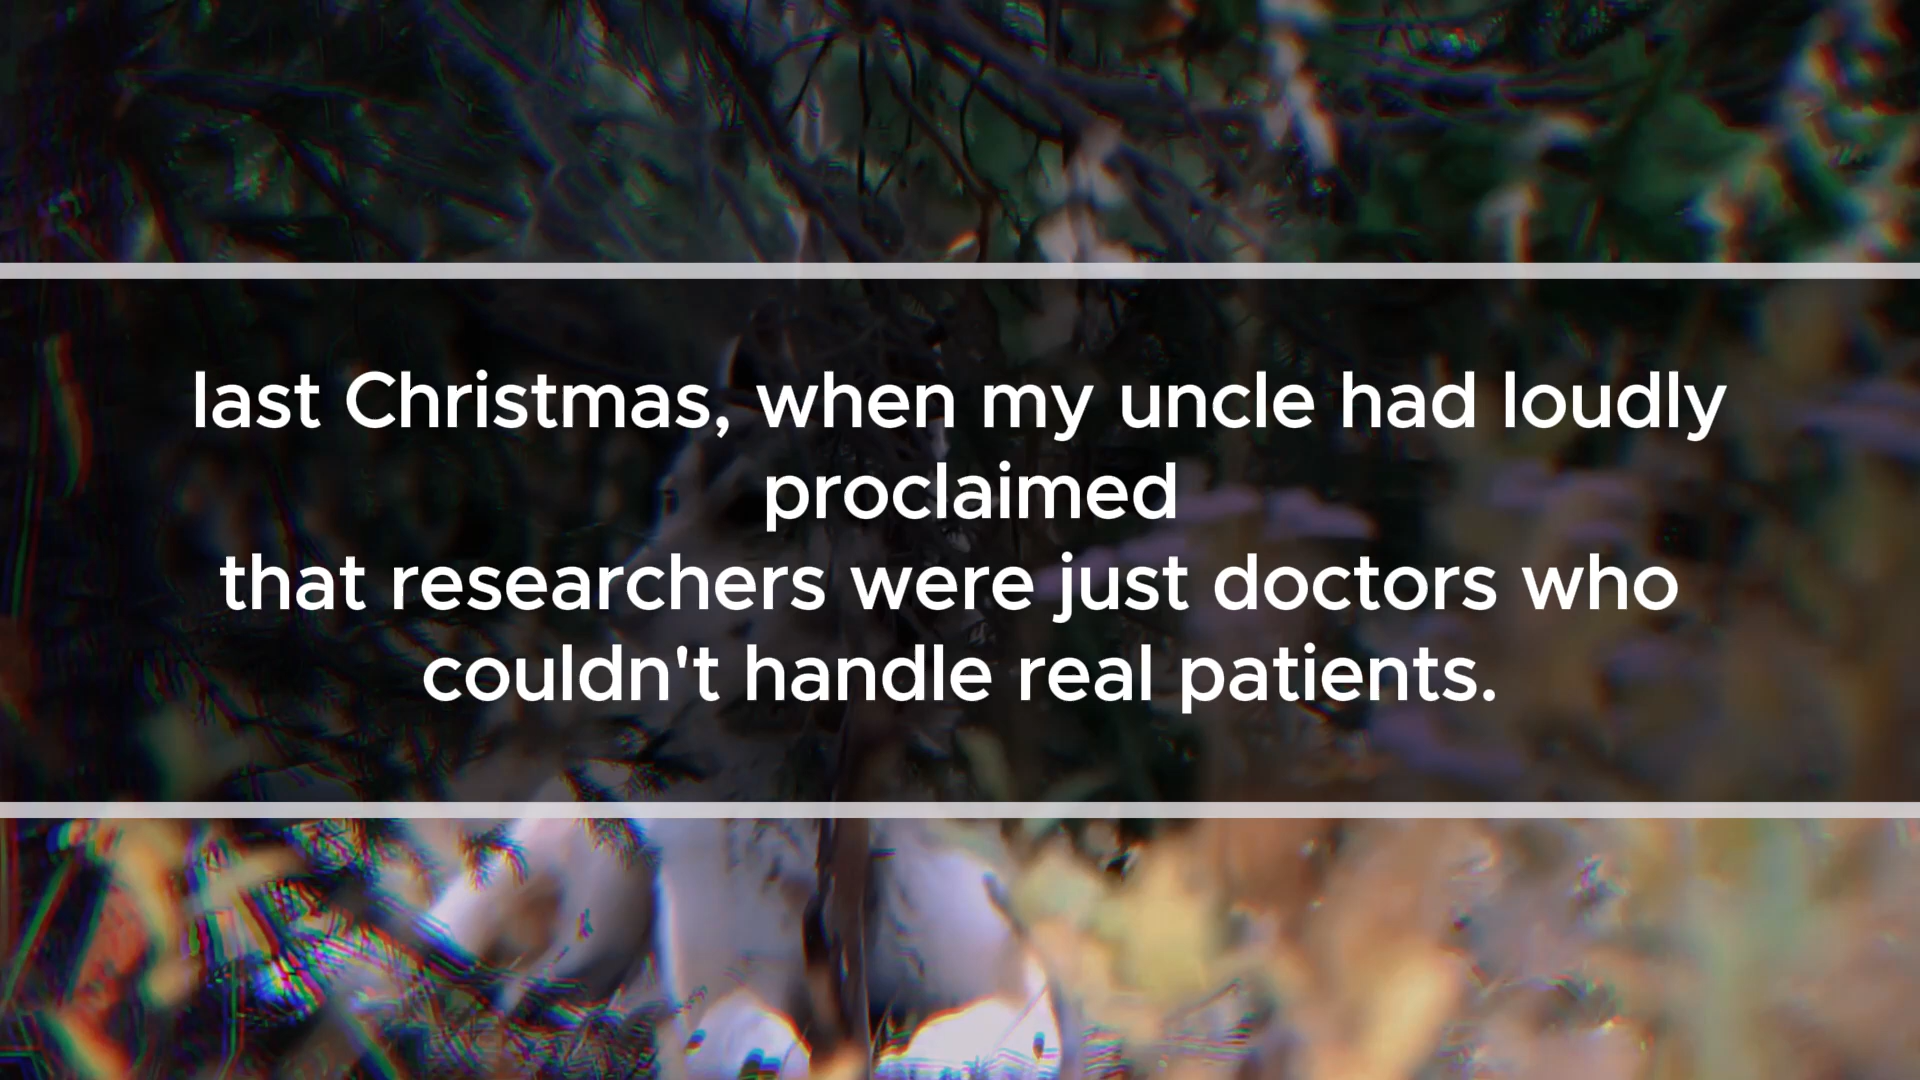 last Christmas, when my uncle had loudly
proclaimed
that researchers were just doctors who
couldn't handle real patients.